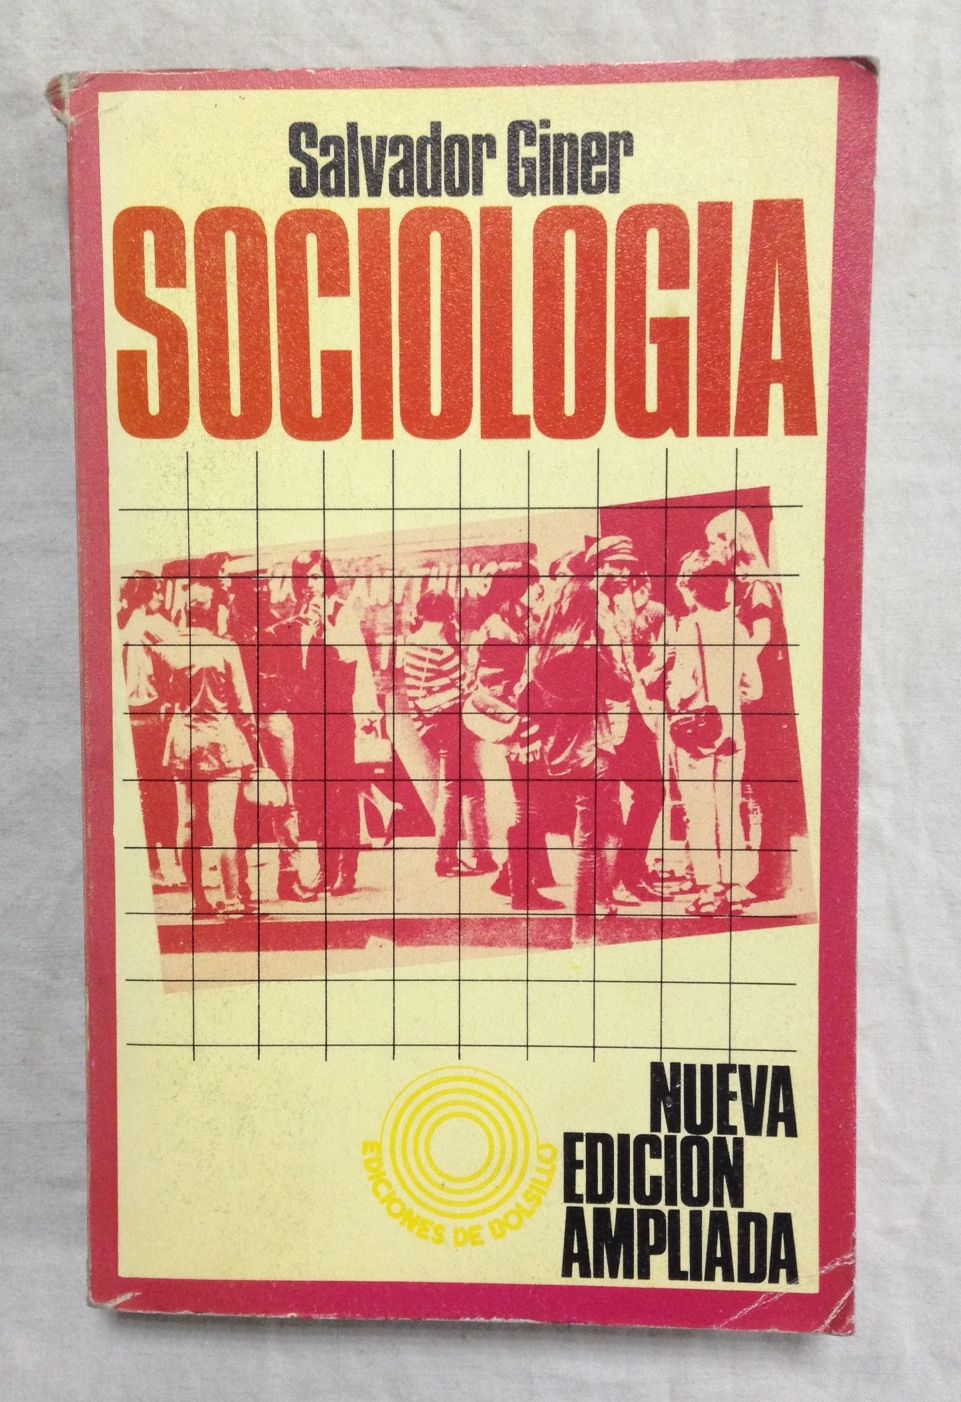 Salvador Giner
SOCIOLOGIA
EDICIONES DE BOLSILLO
NUEVA
EDICION
AMPLIADA